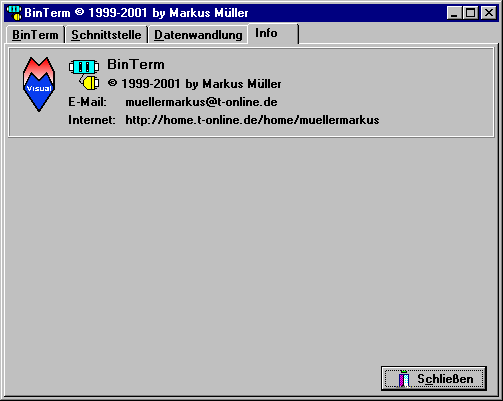 BinTerm © 1999-2001 by Markus Müller
BinTerm Schnittstelle Datenwandlung Info
Visual
BinTerm
© 1999-2001 by Markus Müller
E-Mail: muellermarkus@t-online.de
Internet: http://home.t-online.de/home/muellermarkus
Schließen